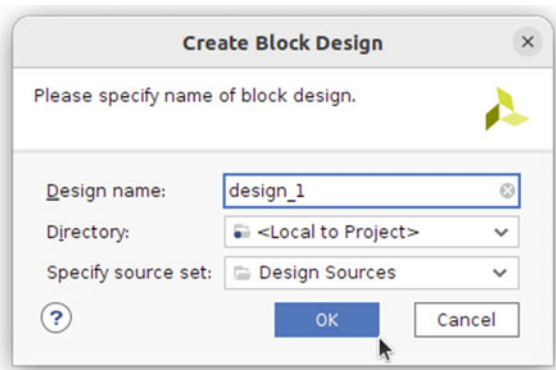 Create Block Design
Please specify name of block design.
Design name: design_1
Directory: <Local to Project>
Specify source set: Design Sources
? OK Cancel